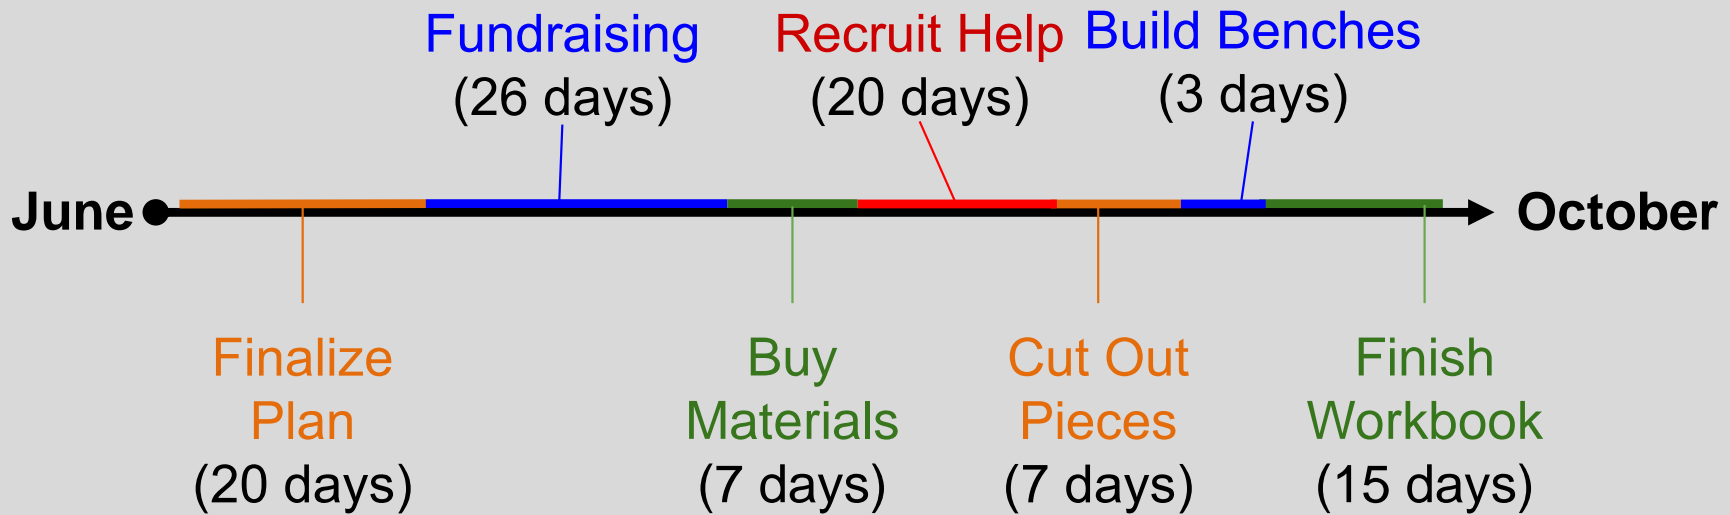 Fundraising
(26 days)
Recruit Help
(20 days)
Build Benches
(3 days)
June
October
Finalize
Plan
(20 days)
Buy
Materials
(7 days)
Cut Out
Pieces
(7 days)
Finish
Workbook
(15 days)